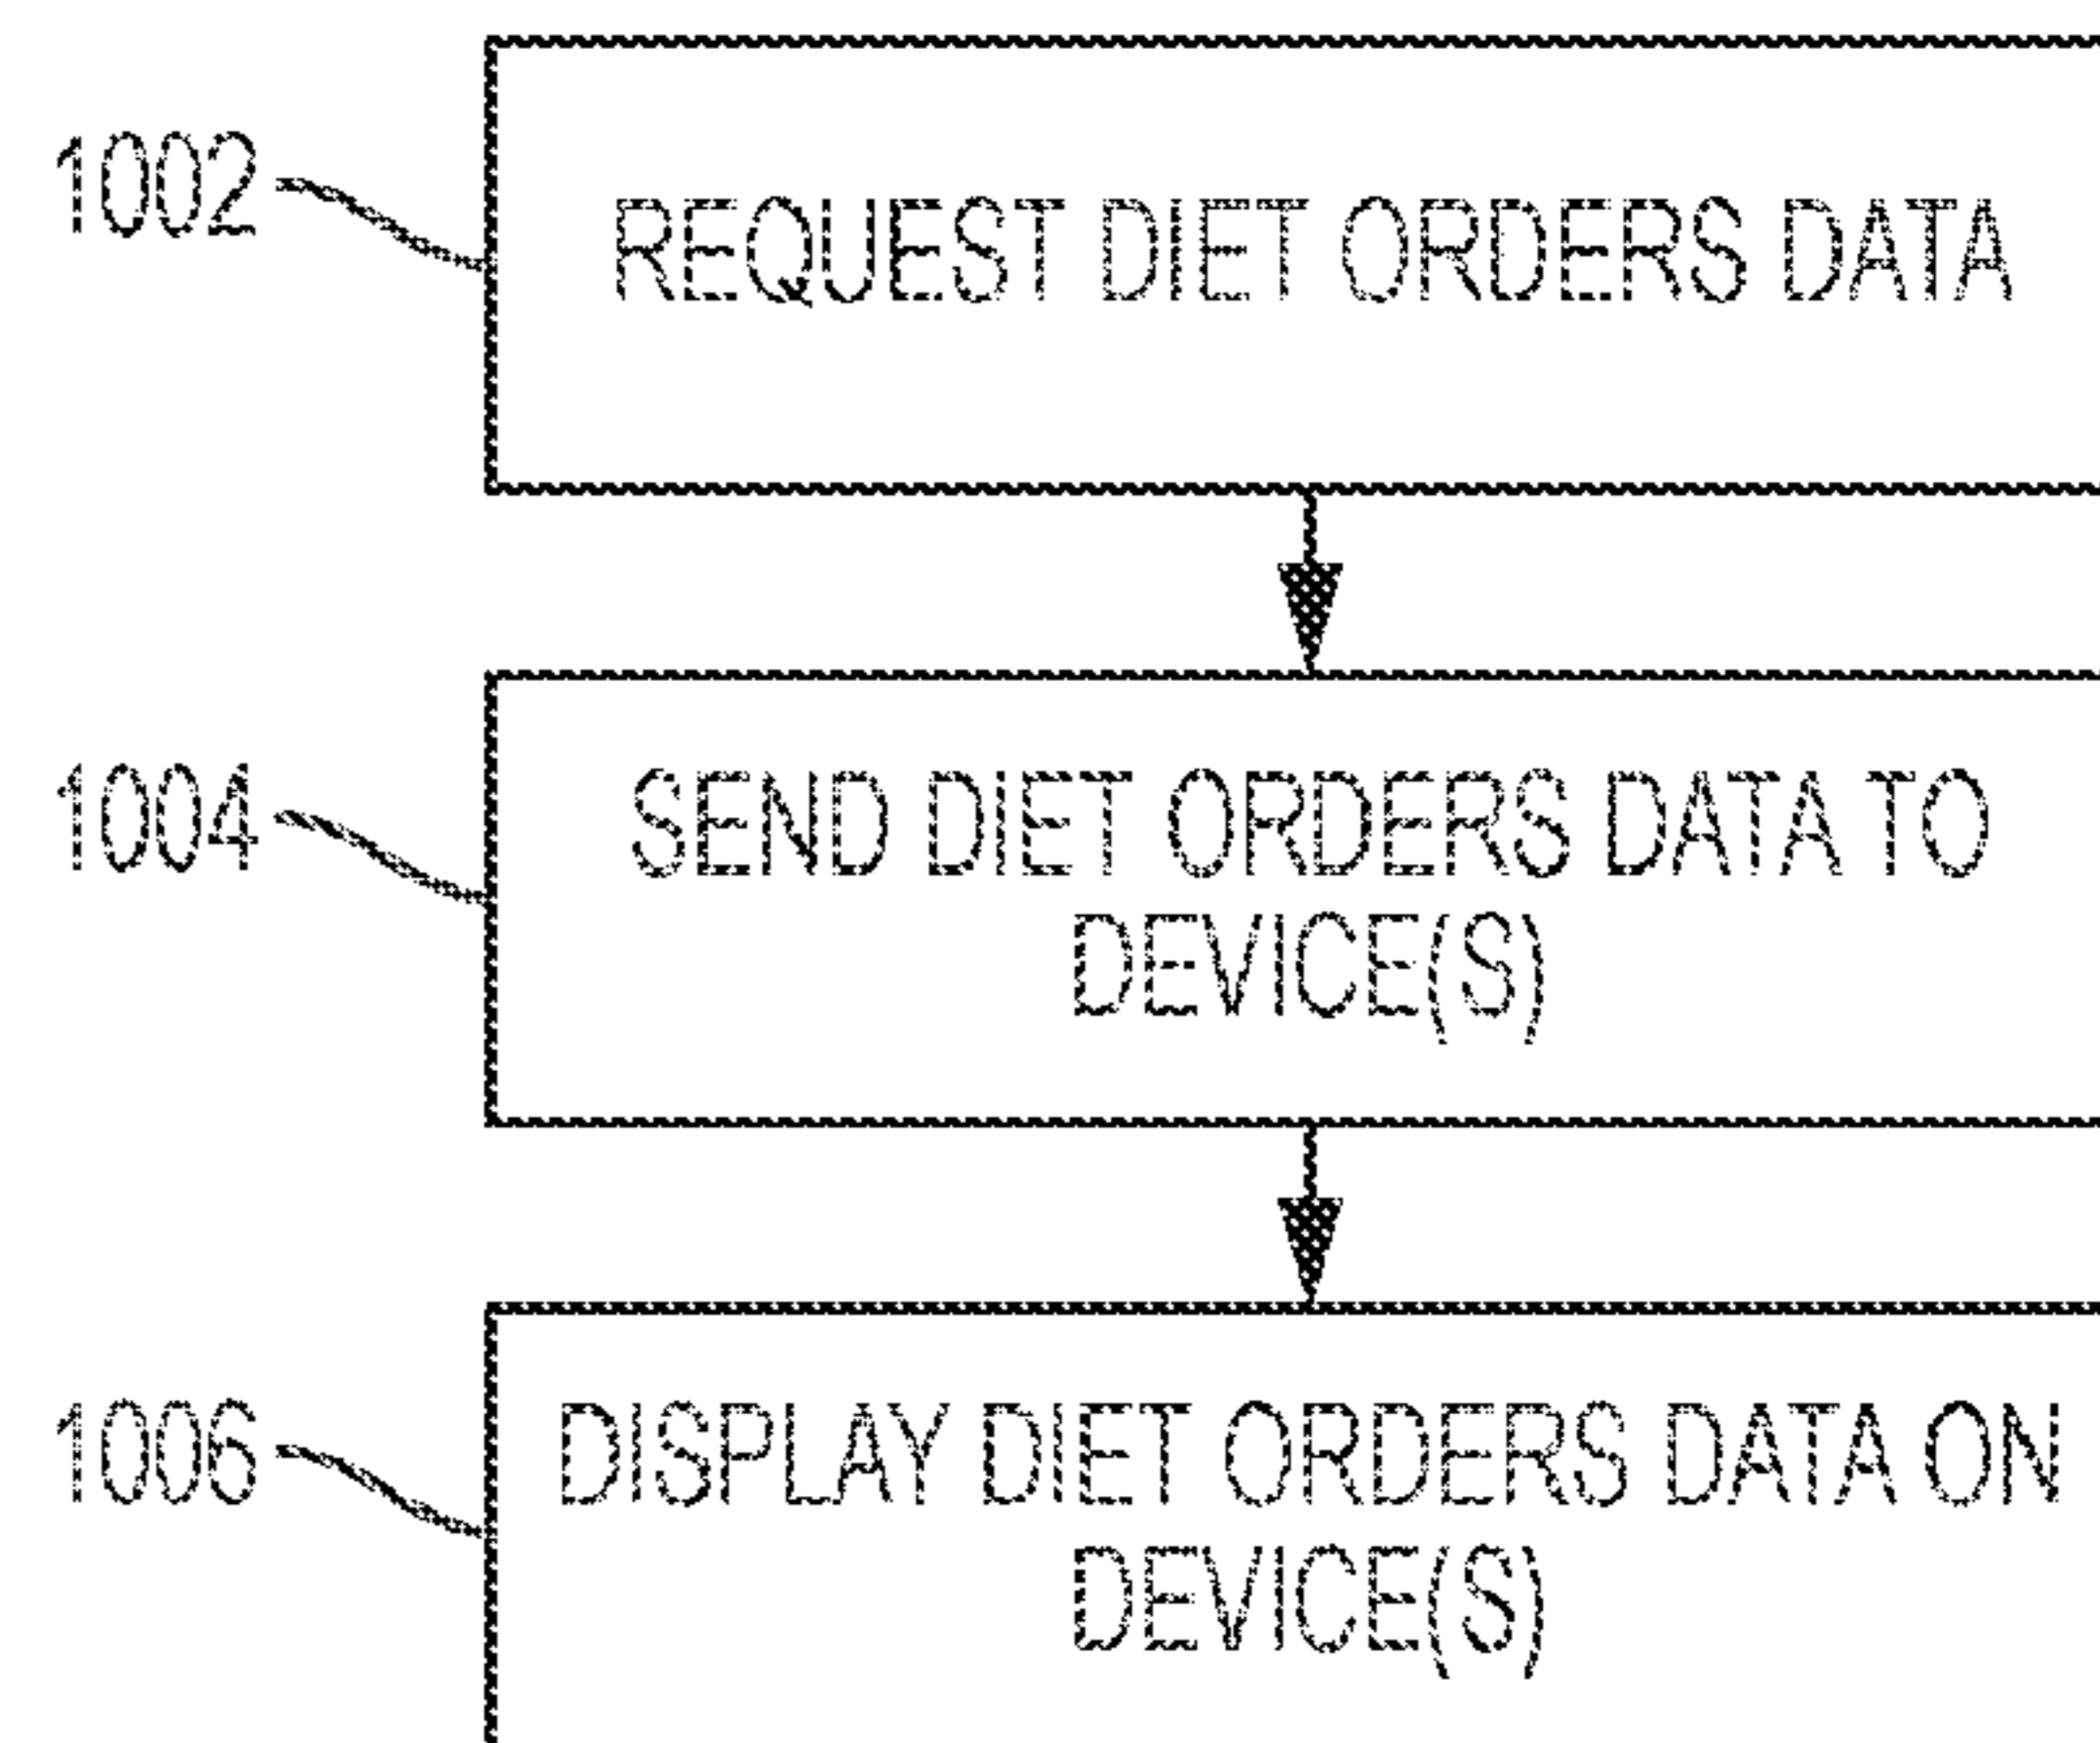 1002
REQUEST DIET ORDERS DATA
1004
SEND DIET ORDERS DATA TO
DEVICE(S)
1006
DISPLAY DIET ORDERS DATA ON
DEVICE(S)